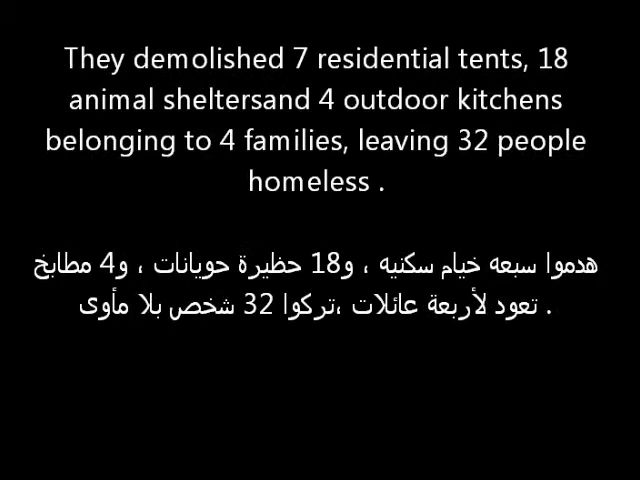 They demolished 7 residential tents, 18
animal sheltersand 4 outdoor kitchens
belonging to 4 families, leaving 32 people
homeless .
هدموا سبعه خيام سكنيه ، و18 حظيرة حويانات ، و4 مطابخ
تعود لأربعة عائلات ،تركوا 32 شخص بلا مأوى .